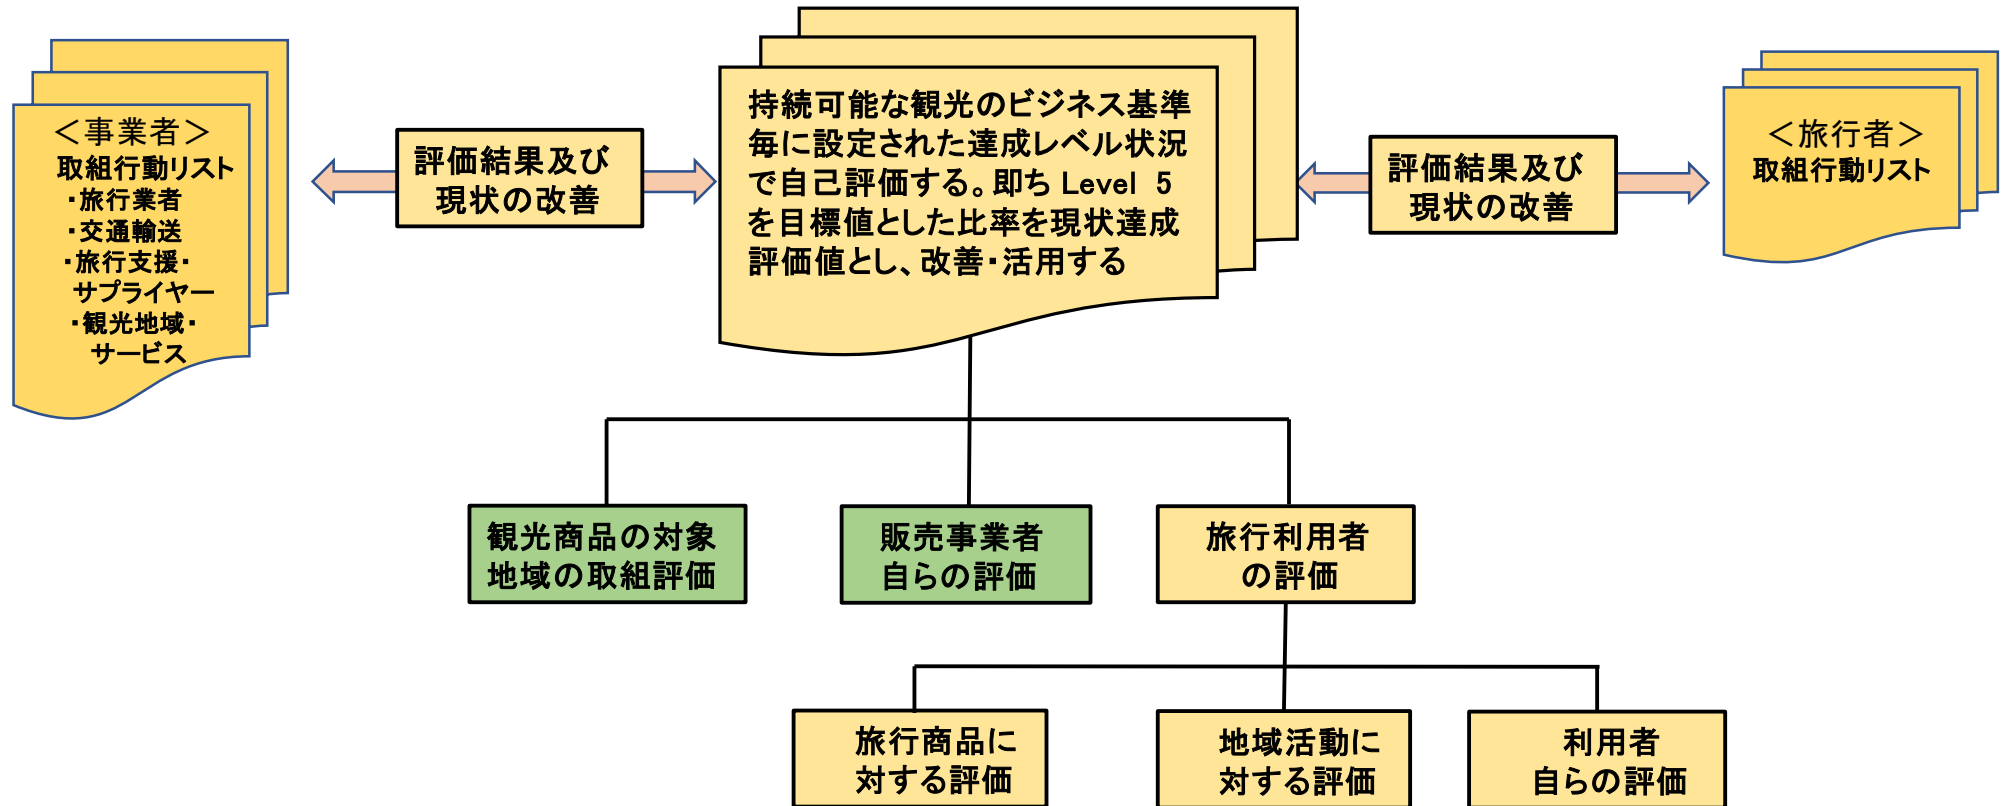 ＜事業者＞
取組行動リスト
・旅行業者
・交通輸送
・旅行支援・
サプライヤー
・観光地域・
サービス
評価結果及び
現状の改善
持続可能な観光のビジネス基準
毎に設定された達成レベル状況
で自己評価する。即ち Level 5
を目標値とした比率を現状達成
評価値とし、改善・活用する
評価結果及び
現状の改善
＜旅行者＞
取組行動リスト
観光商品の対象
地域の取組評価
販売事業者
自らの評価
旅行利用者
の評価
旅行商品に
対する評価
地域活動に
対する評価
利用者
自らの評価